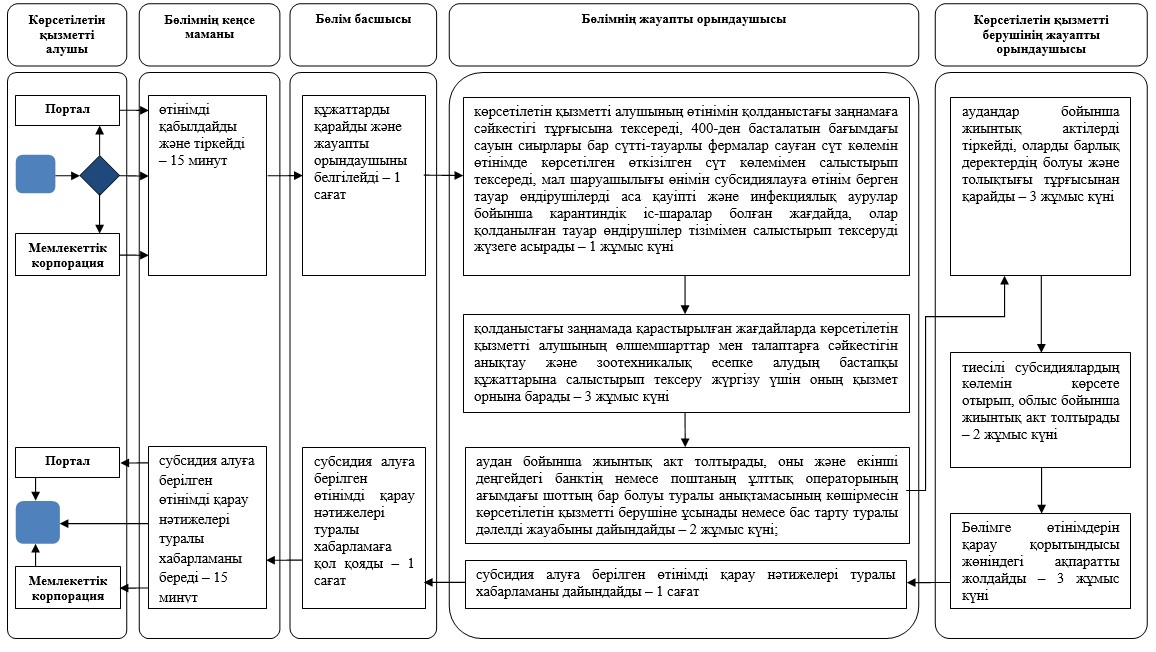 Көрсетілетін
қызметті
алушы
Бөлімнің кеңсе
маманы
Бөлім басшысы
Бөлімнің жауапты орындаушысы
Көрсетілетін қызметті
берушінің жауапты
орындаушысы
Портал
Мемлекеттік
корпорация
өтінімді
қабылдайды
және тіркейді
– 15 минут
құжаттарды
қарайды және
жауапты
орындаушыны
белгілейді – 1
сағат
көрсетілетін қызметті алушының өтінімін қолданыстағы заңнамаға
сәйкестігі тұрғысына тексереді, 400-ден басталатын бағымдағы
сауын сиырлары бар сүтті-тауарлы фермалар сауған сүт көлемін
өтінімде көрсетілген өткізілген сүт көлемімен салыстырып
тексереді, мал шаруашылығы өнімін субсидиялауға өтінім берген
тауар өндірушілерді аса қауіпті және инфекциялық аурулар
бойынша карантиндік іс-шаралар болған жағдайда, олар
қолданылған тауар өндірушілер тізімімен салыстырып тексеруді
жүзеге асырады – 1 жұмыс күні
қолданыстағы заңнамада қарастырылған жағдайларда көрсетілетін
қызметті алушының өлшемшарттар мен талаптарға сәйкестігін
анықтау және зоотехникалық есепке алудың бастапқы
құжаттарына салыстырып тексеру жүргізу үшін оның қызмет
орнына барады – 3 жұмыс күні
аудан бойынша жиынтық акт толтырады, оны және екінші
деңгейдегі банктің немесе поштаның ұлттық операторының
ағымдағы шоттың бар болуы туралы анықтамасының көшірмесін
көрсетілетін қызметті берушіне ұсынады немесе бас тарту туралы
дәлелді жауабыны дайындайды – 2 жұмыс күні;
аудандар бойынша
жиынтық актілерді
тіркейді, оларды барлық
деректердің болуы және
толықтығы тұрғысынан
қарайды – 3 жұмыс күні
тиесілі субсидиялардың
көлемін көрсете
отырып, облыс бойынша
жиынтық акт толтырады
– 2 жұмыс күні
Бөлімге өтінімдерін
қарау қорытындысы
жөніндегі ақпаратты
жолдайды – 3 жұмыс
күні
субсидия алуға берілген өтінімді қарау нәтижелері туралы
хабарламаны дайындайды – 1 сағат
субсидия алуға
берілген
өтінімді қарау
нәтижелері
туралы
хабарламаға
қол қояды – 1
сағат
субсидия алуға
берілген
өтінімді қарау
нәтижелері
туралы
хабарламаны
береді – 15
минут
Портал
Мемлекеттік
корпорация